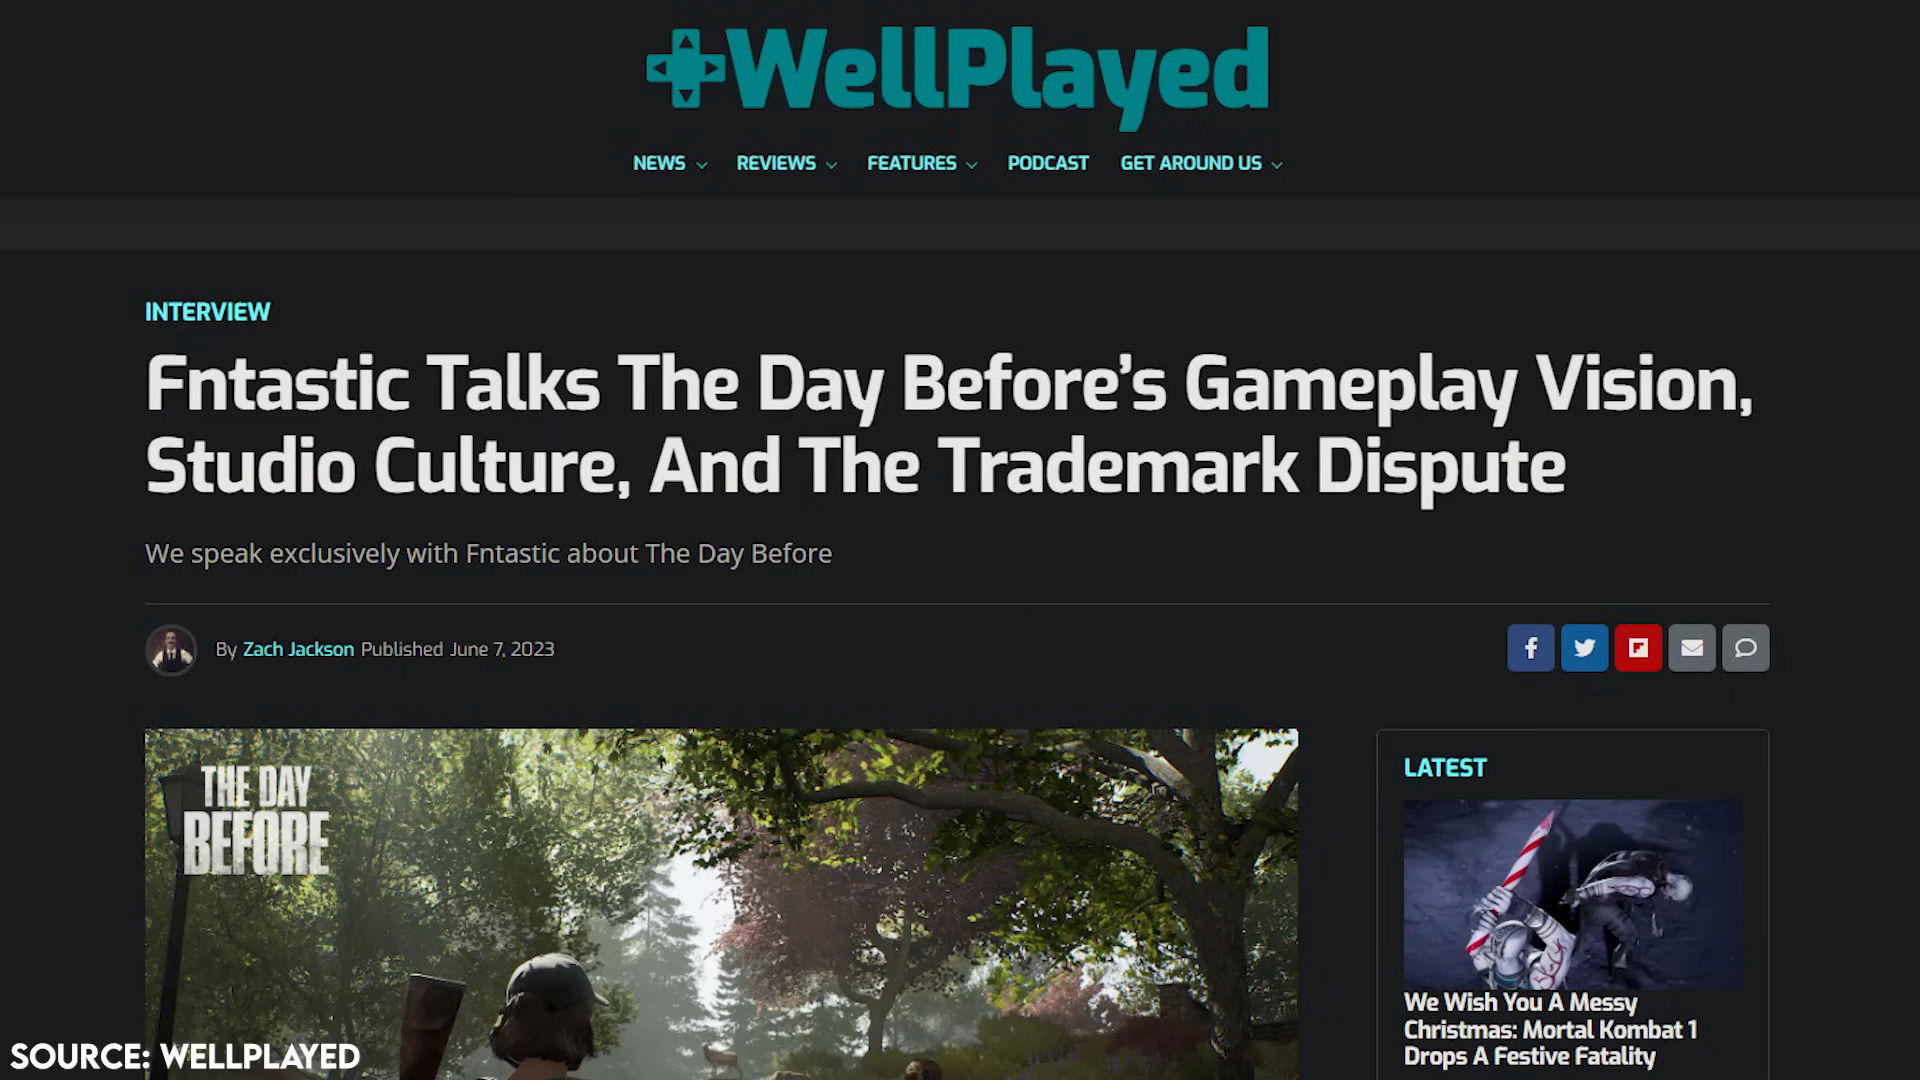 WellPlayed
NEWS REVIEWS FEATURES PODCAST GET AROUND US
INTERVIEW
Fntastic Talks The Day Before’s Gameplay Vision,
Studio Culture, And The Trademark Dispute
We speak exclusively with Fntastic about The Day Before
By Zach Jackson Published June 7, 2023
THE DAY
BEFORE
LATEST
We Wish You A Messy
Christmas: Mortal Kombat 1
Drops A Festive Fatality
SOURCE: WELLPLAYED